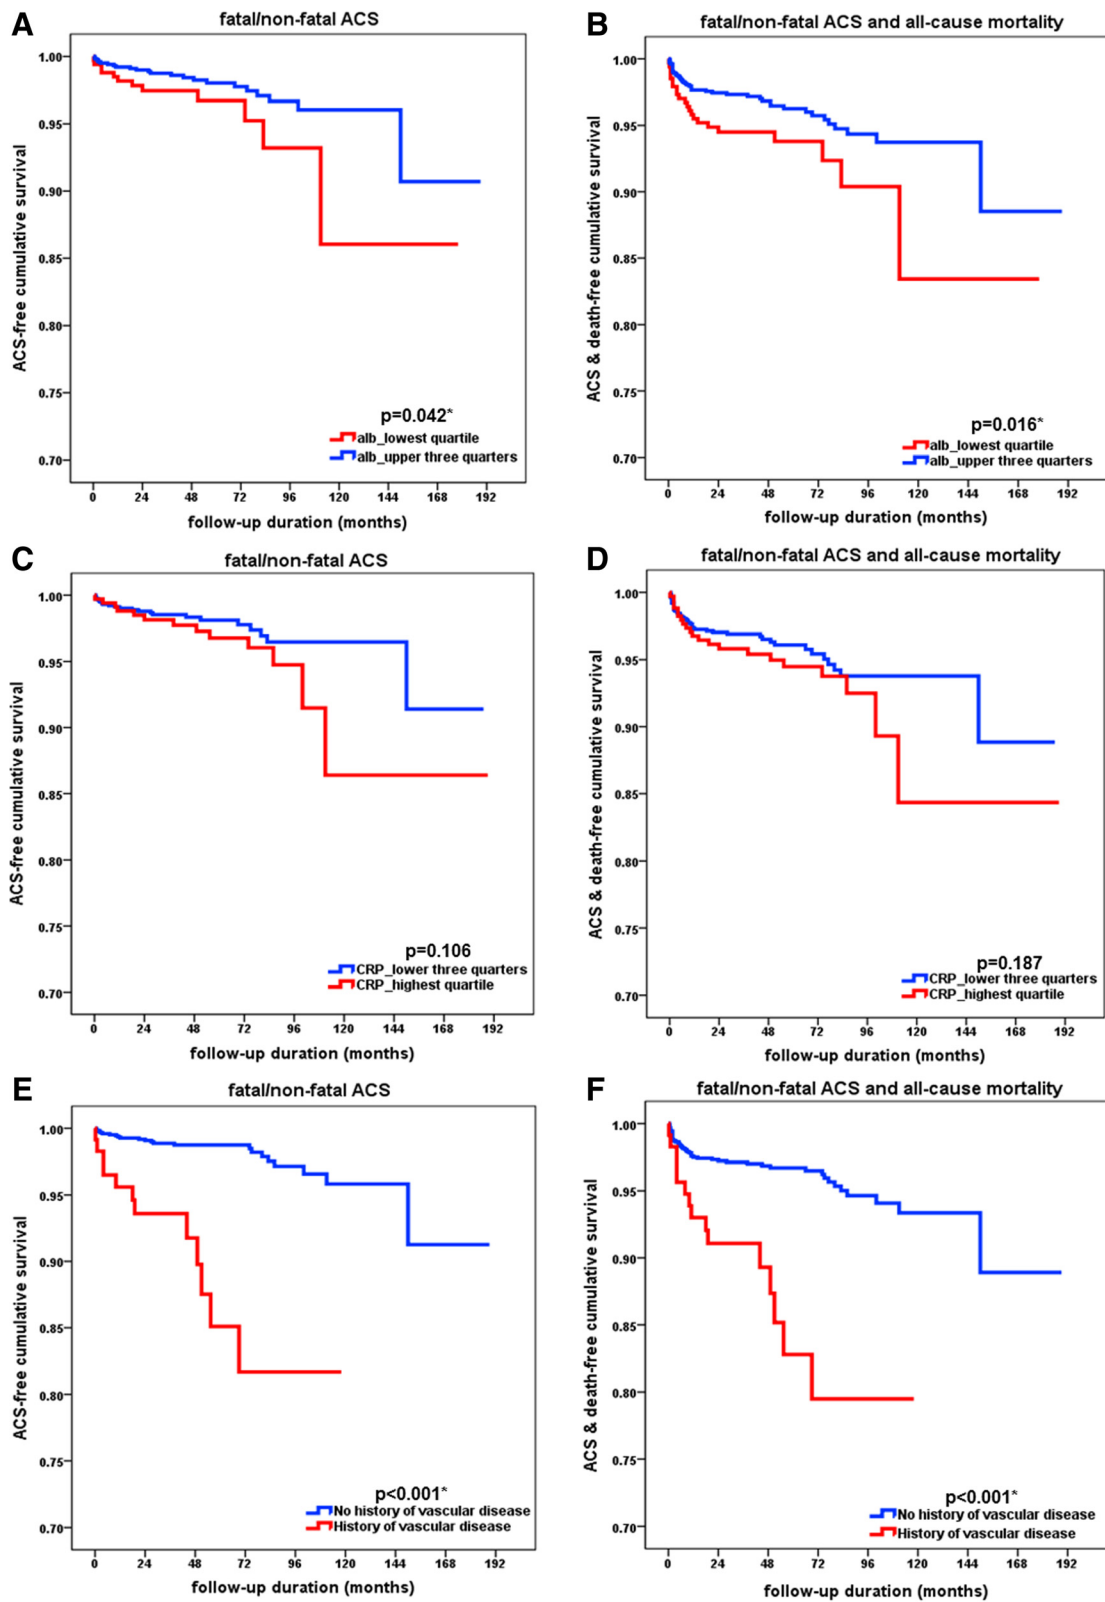 A
fatal/non-fatal ACS
ACS-free cumulative survival
1.00
0.95
0.90
0.85
0.80
0.75
0.70
p=0.042*
alb_lowest quartile
alb_upper three quarters
0 24 48 72 96 120 144 168 192
follow-up duration (months)
B
fatal/non-fatal ACS and all-cause mortality
ACS & death-free cumulative survival
1.00
0.95
0.90
0.85
0.80
0.75
0.70
p=0.016*
alb_lowest quartile
alb_upper three quarters
0 24 48 72 96 120 144 168 192
follow-up duration (months)
C
fatal/non-fatal ACS
ACS-free cumulative survival
1.00
0.95
0.90
0.85
0.80
0.75
0.70
p=0.106
CRP_lower three quarters
CRP_highest quartile
0 24 48 72 96 120 144 168 192
follow-up duration (months)
D
fatal/non-fatal ACS and all-cause mortality
ACS & death-free cumulative survival
1.00
0.95
0.90
0.85
0.80
0.75
0.70
p=0.187
CRP_lower three quarters
CRP_highest quartile
0 24 48 72 96 120 144 168 192
follow-up duration (months)
E
fatal/non-fatal ACS
ACS-free cumulative survival
1.00
0.95
0.90
0.85
0.80
0.75
0.70
p<0.001*
No history of vascular disease
History of vascular disease
0 24 48 72 96 120 144 168 192
follow-up duration (months)
F
fatal/non-fatal ACS and all-cause mortality
ACS & death-free cumulative survival
1.00
0.95
0.90
0.85
0.80
0.75
0.70
p<0.001*
No history of vascular disease
History of vascular disease
0 24 48 72 96 120 144 168 192
follow-up duration (months)